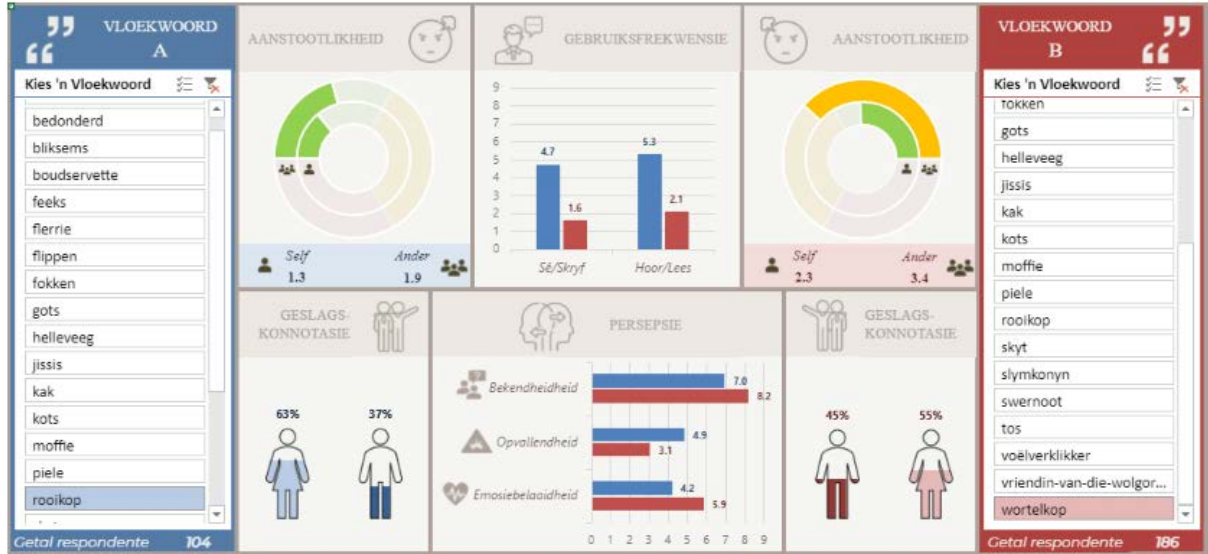 VLOEKWOORD
A
Kies 'n Vloekwoord
bedonderd
bliksems
boudservette
feeks
flerrie
flippen
fokken
gots
helleveeg
jissis
kak
kots
moffie
piele
rooikop
Getal respondente 104
AANSTOOTLIKHEID
Self
1.3
Ander
1.9
GEBRUIKSFREKWENSIE
9
8
7
6
5
4
3
2
1
0
4.7
1.6
5.3
2.1
Sê/Skryf
Hoor/Lees
AANSTOOTLIKHEID
Self
2.3
Ander
3.4
VLOEKWOORD
B
Kies 'n Vloekwoord
fokken
gots
helleveeg
jissis
kak
kots
moffie
piele
rooikop
skyt
slymkonyn
swernoot
tos
voëlverklikker
vriendin-van-die-wolgor...
wortelkop
Getal respondente 186
GESLAGS-
KONNOTASIE
63%
37%
PERSEPSIE
Bekendheidheid
7.0
8.2
Opvallendheid
4.9
3.1
Emosiebelaaidheid
4.2
5.9
0 1 2 3 4 5 6 7 8 9
GESLAGS-
KONNOTASIE
45%
55%